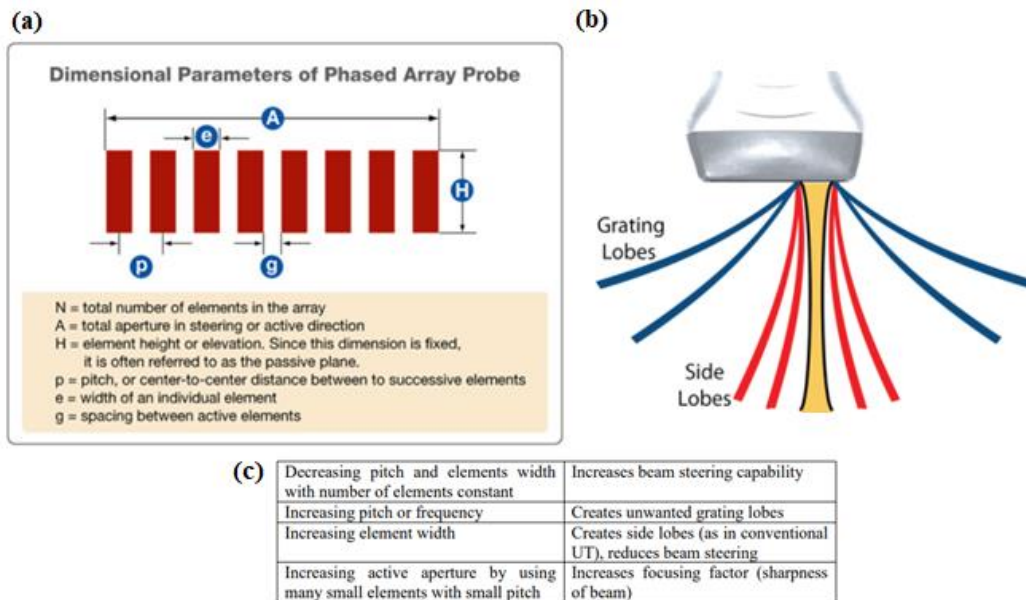 (a)
Dimensional Parameters of Phased Array Probe
A
e
H
p
g
N = total number of elements in the array
A = total aperture in steering or active direction
H = element height or elevation. Since this dimension is fixed,
it is often referred to as the passive plane.
p = pitch, or center-to-center distance between to successive elements
e = width of an individual element
g = spacing between active elements
(b)
Grating
Lobes
Side
Lobes
(c)
Decreasing pitch and elements width
with number of elements constant
Increases beam steering capability
Increasing pitch or frequency
Creates unwanted grating lobes
Increasing element width
Creates side lobes (as in conventional
UT), reduces beam steering
Increasing active aperture by using
many small elements with small pitch
Increases focusing factor (sharpness
of beam)